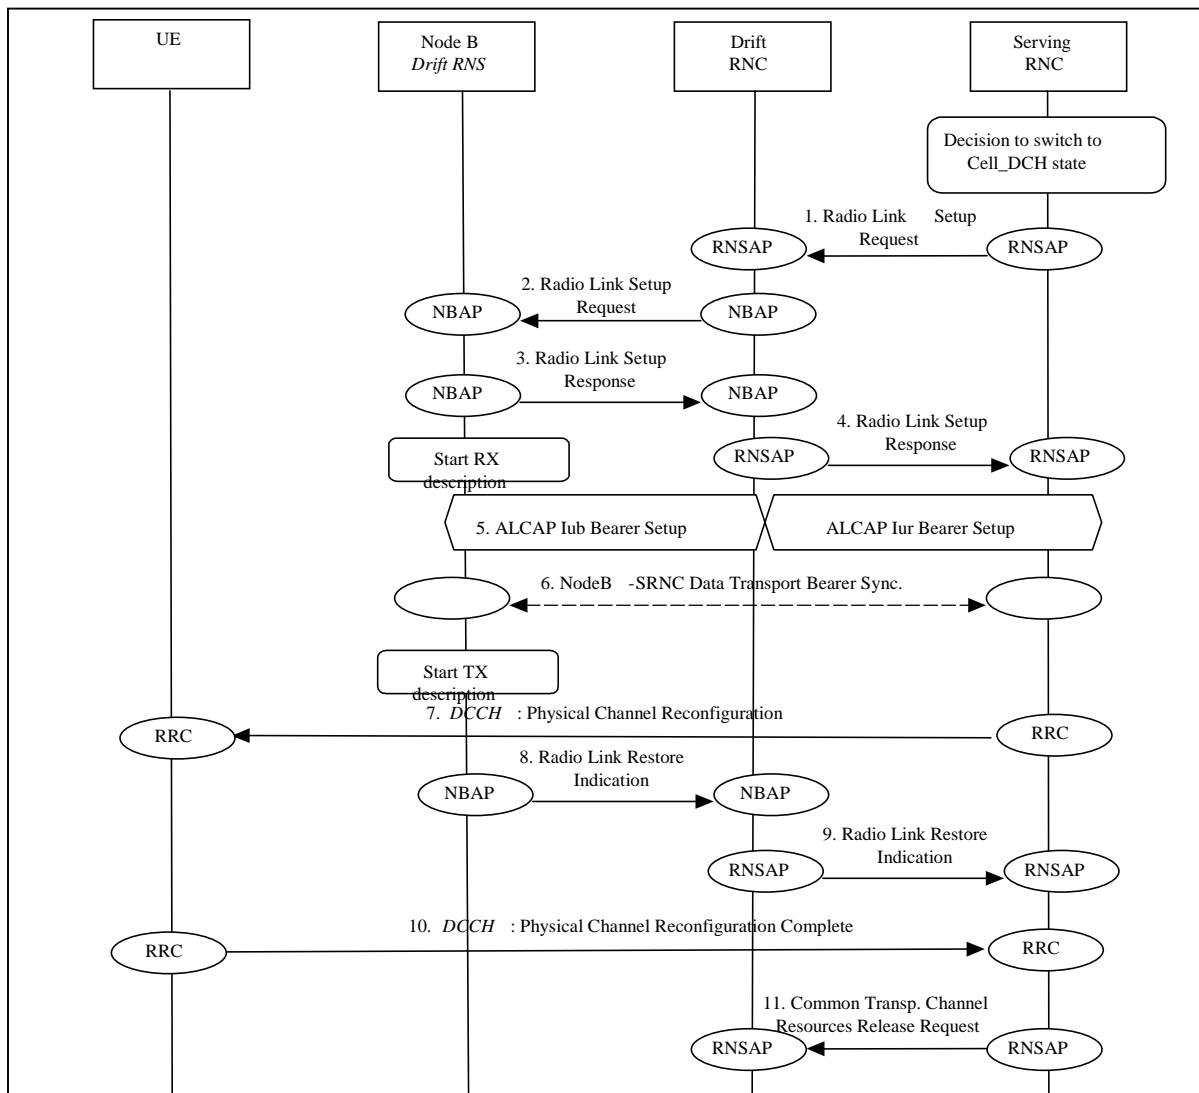 UE
Node B
Drift RNS
Drift
RNC
Serving
RNC
Decision to switch to
Cell_DCH state
1. Radio Link Setup
Request
RNSAP
RNSAP
2. Radio Link Setup
Request
NBAP
NBAP
3. Radio Link Setup
Response
NBAP
NBAP
4. Radio Link Setup
Response
RNSAP
RNSAP
Start RX
description
5. ALCAP Iub Bearer Setup
ALCAP Iur Bearer Setup
6. NodeB -SRNC Data Transport Bearer Sync.
Start TX
description
7. DCCH : Physical Channel Reconfiguration
RRC
RRC
8. Radio Link Restore
Indication
NBAP
NBAP
9. Radio Link Restore
Indication
RNSAP
RNSAP
10. DCCH : Physical Channel Reconfiguration Complete
RRC
RRC
11. Common Transp. Channel
Resources Release Request
RNSAP
RNSAP